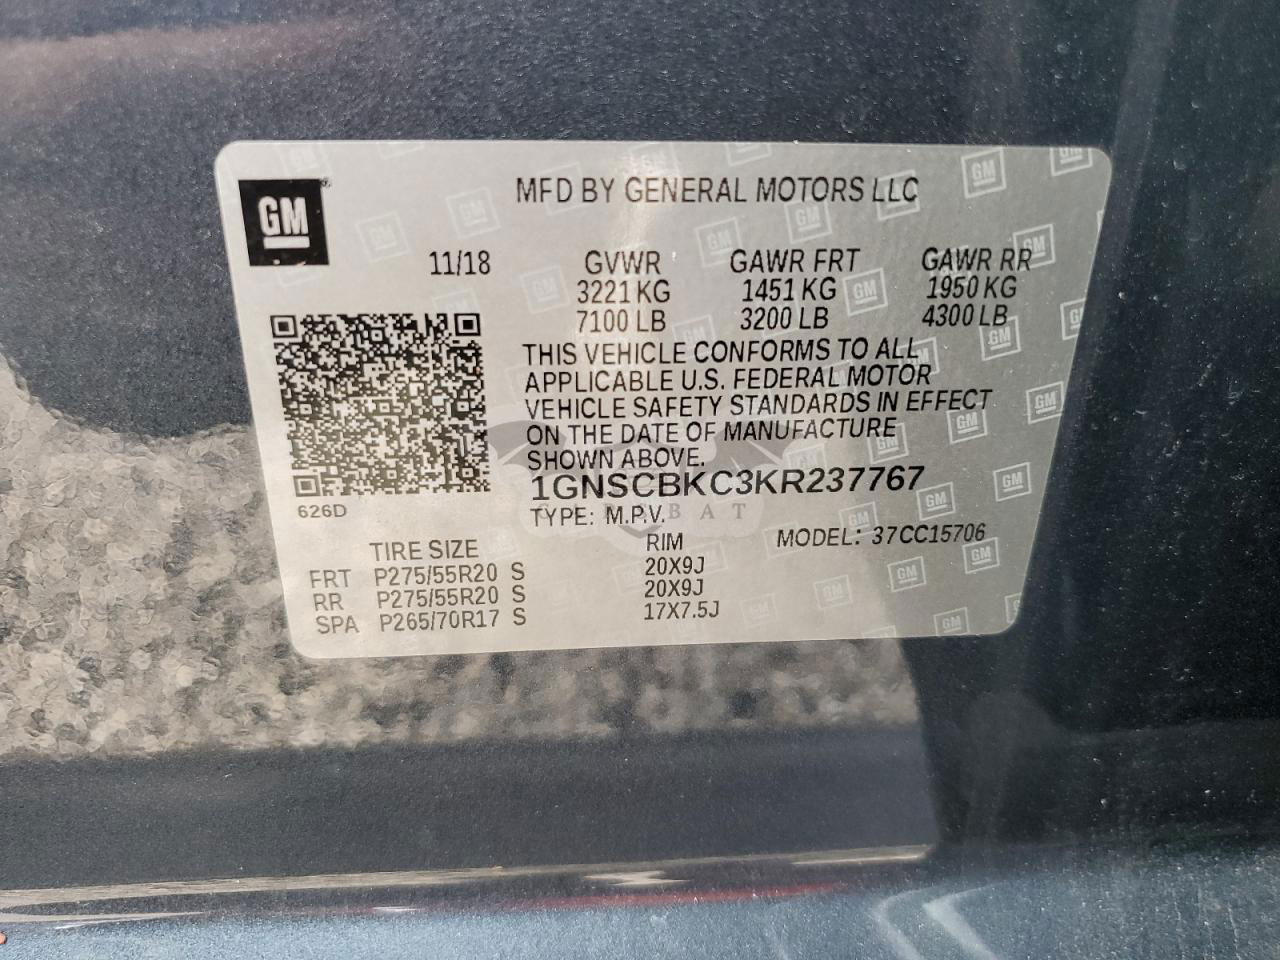 GM
MFD BY GENERAL MOTORS LLC
11/18 GVWR GAWR FRT GAWR RR
3221 KG 1451 KG 1950 KG
7100 LB 3200 LB 4300 LB
THIS VEHICLE CONFORMS TO ALL
APPLICABLE U.S. FEDERAL MOTOR
VEHICLE SAFETY STANDARDS IN EFFECT
ON THE DATE OF MANUFACTURE
SHOWN ABOVE.
1GNSCBKC3KR237767
626D
TYPE: M.P.V. MODEL: 37CC15706
TIRE SIZE RIM
FRT P275/55R20 S 20X9J
RR P275/55R20 S 20X9J
SPA P265/70R17 S 17X7.5J